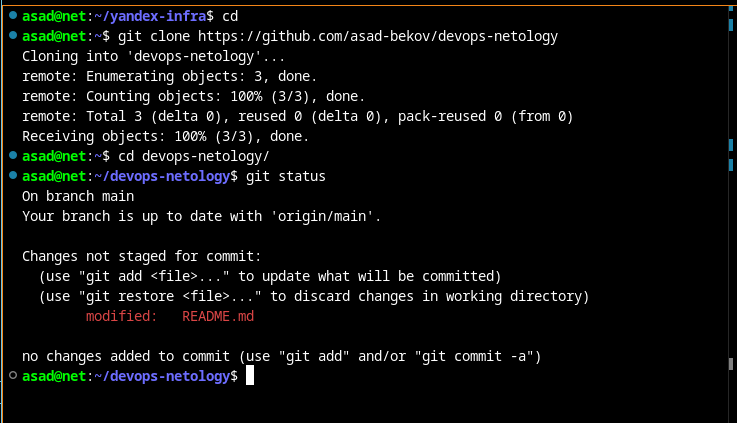 asad@net:~/yandex-infra$ cd
asad@net:~$ git clone https://github.com/asad-bekov/devops-netology
Cloning into 'devops-netology'...
remote: Enumerating objects: 3, done.
remote: Counting objects: 100% (3/3), done.
remote: Total 3 (delta 0), reused 0 (delta 0), pack-reused 0 (from 0)
Receiving objects: 100% (3/3), done.
asad@net:~$ cd devops-netology/
asad@net:~/devops-netology$ git status
On branch main
Your branch is up to date with 'origin/main'.

Changes not staged for commit:
  (use "git add <file>..." to update what will be committed)
  (use "git restore <file>..." to discard changes in working directory)
        modified:   README.md

no changes added to commit (use "git add" and/or "git commit -a")
asad@net:~/devops-netology$